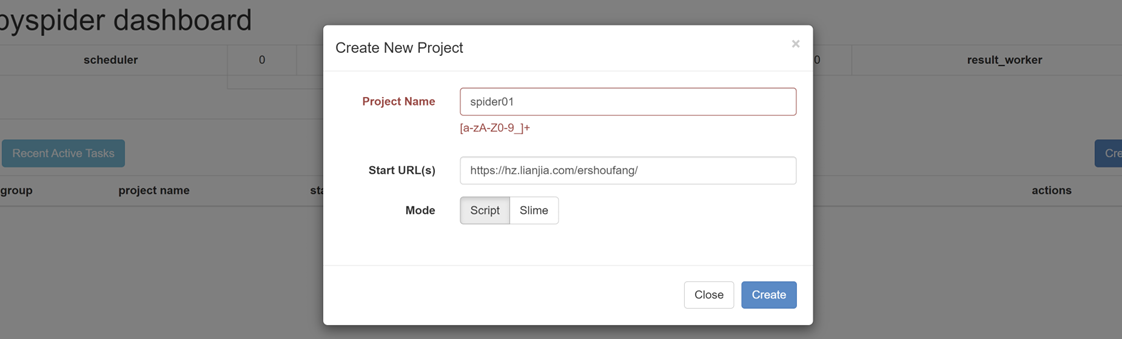 pyspider dashboard
scheduler 0 0 result_worker
Create New Project ×
Project Name spider01
[a-zA-Z0-9_]+
Start URL(s) https://hz.lianjia.com/ershoufang/
Mode Script Slime
Close Create
Recent Active Tasks Cre
group project name sta actions